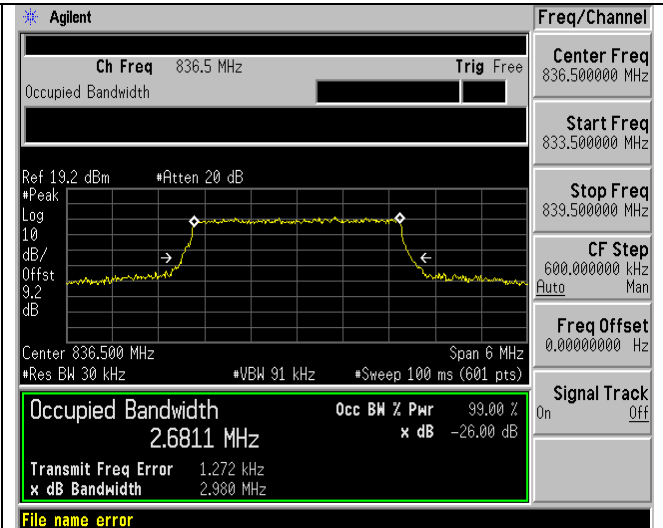 Agilent
Freq/Channel
Ch Freq 836.5 MHz Trig Free
Occupied Bandwidth
Center Freq
836.500000 MHz
Start Freq
833.500000 MHz
Stop Freq
839.500000 MHz
CF Step
600.000000 kHz
Auto Man
Freq Offset
0.00000000 Hz
Signal Track
On Off
Ref 19.2 dBm #Atten 20 dB
#Peak
Log
10
dB/
Offst
9.2
dB
Center 836.500 MHz Span 6 MHz
#Res BW 30 kHz #VBW 91 kHz #Sweep 100 ms (601 pts)
Occupied Bandwidth Occ BW % Pwr 99.00 %
2.6811 MHz x dB -26.00 dB
Transmit Freq Error 1.272 kHz
x dB Bandwidth 2.980 MHz
File name error